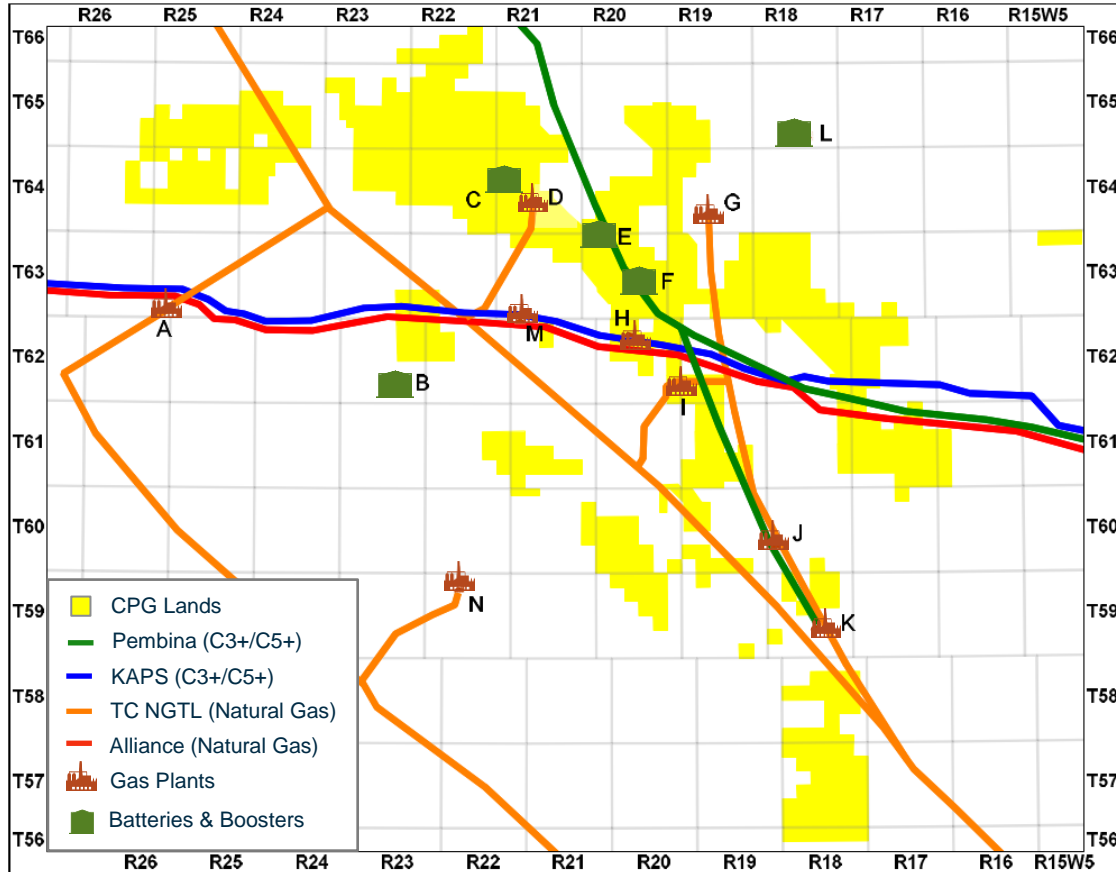 R26 R25 R24 R23 R22 R21 R20 R19 R18 R17 R16 R15W5
T66 T66
T65 T65
L
T64 C D G T64
E
T63 F T63
A M H
T62 T62
B I
T61 T61
T60 J T60
N
T59 K T59
CPG Lands
Pembina (C3+/C5+)
KAPS (C3+/C5+)
TC NGTL (Natural Gas)
Alliance (Natural Gas)
Gas Plants
Batteries & Boosters
T58 T58
T57 T57
T56 T56
R26 R25 R24 R23 R22 R21 R20 R19 R18 R17 R16 R15W5